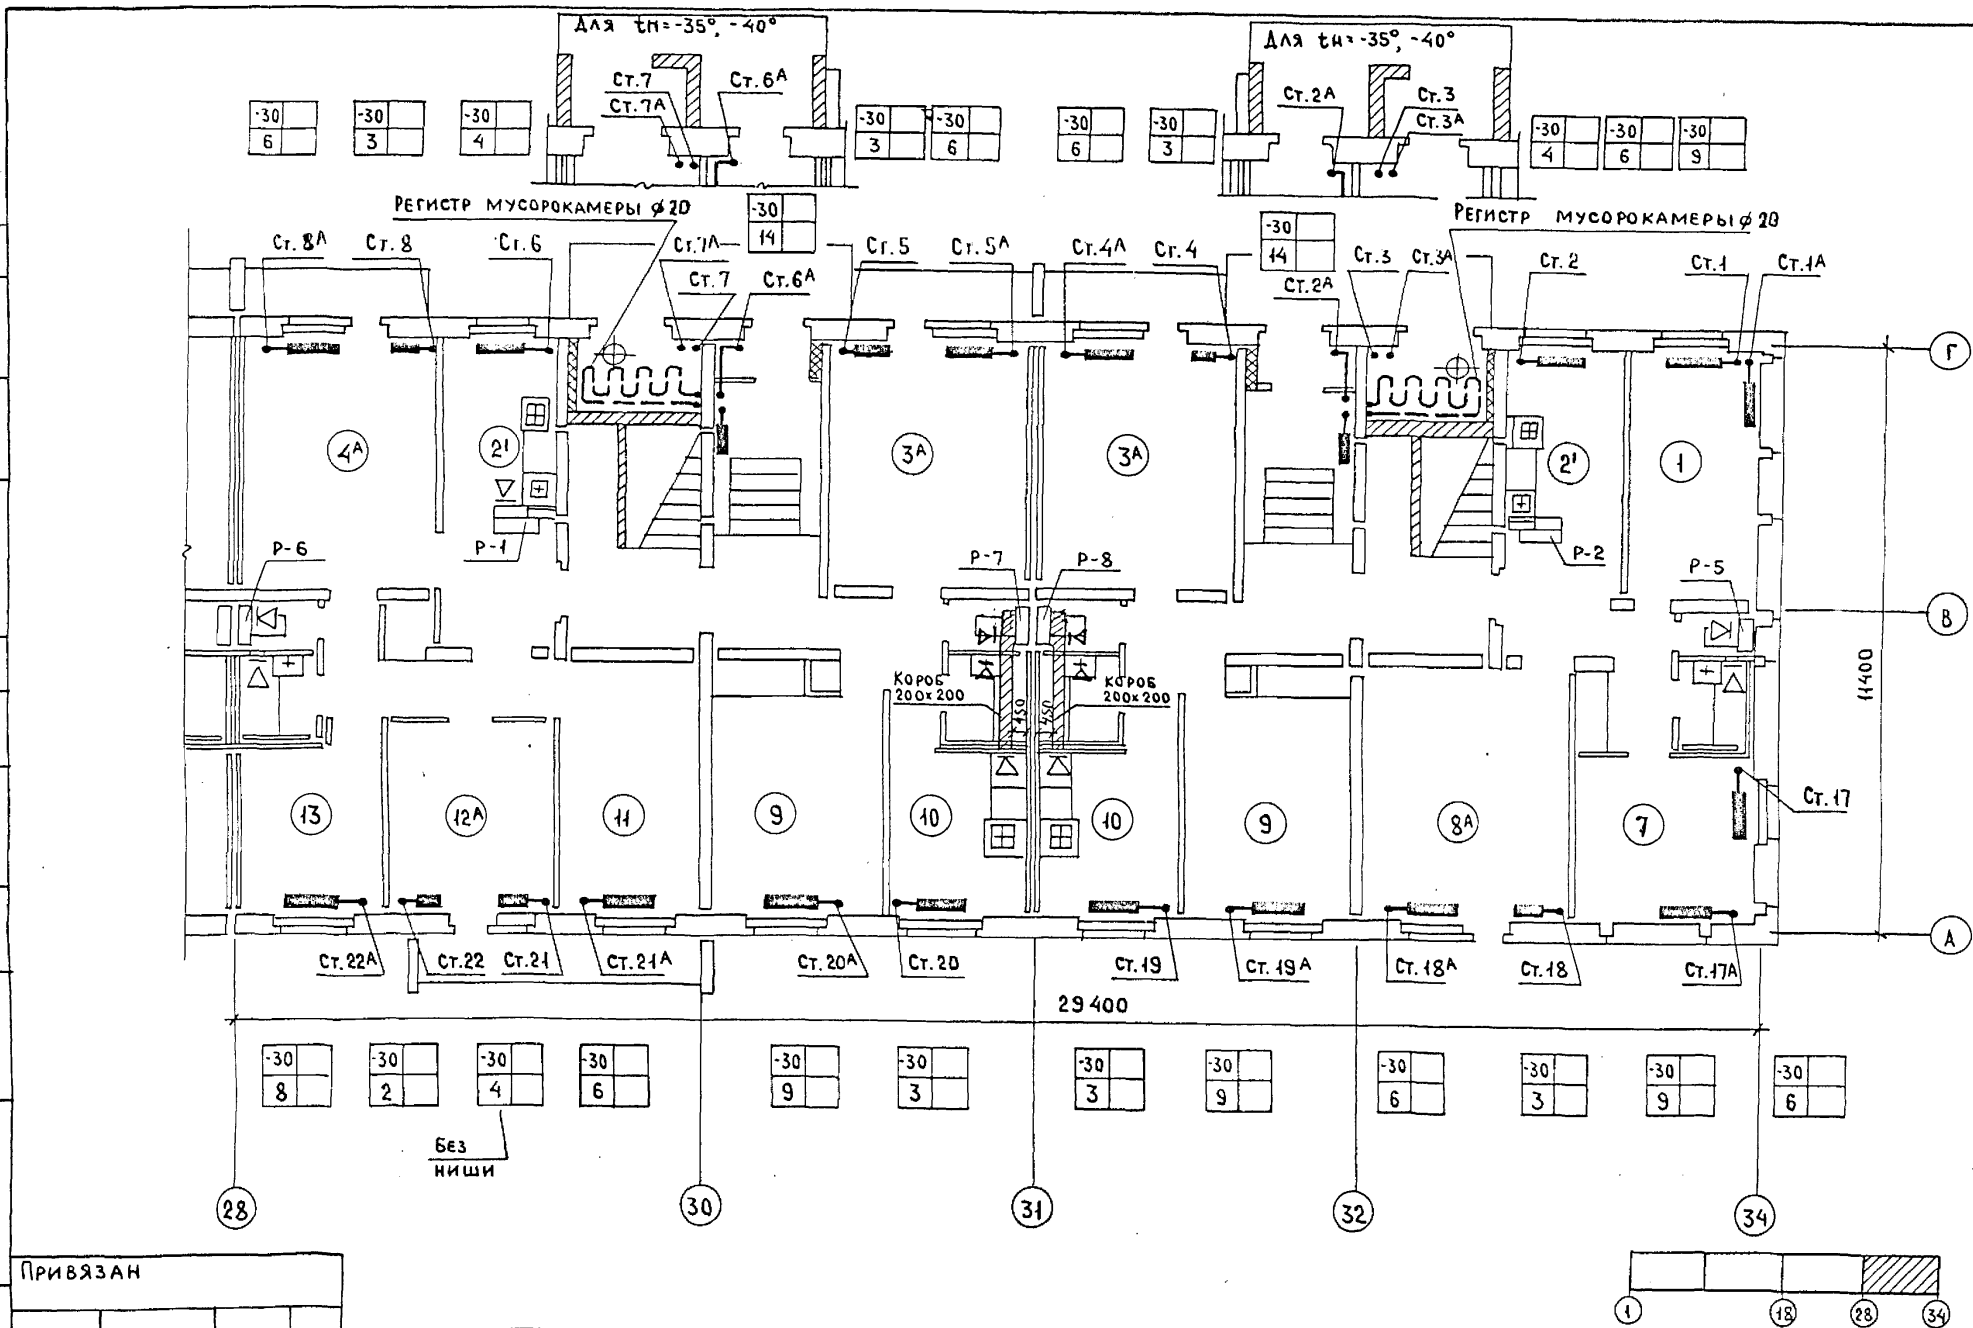 Для tн=-35°, -40°
Для tн=-35°, -40°
Ст.7
Ст.7А
Ст.6А
Ст.2А
Ст.3
Ст.3А
-30
6
-30
3
-30
4
-30
3
-30
6
-30
6
-30
3
-30
4
-30
6
-30
9
Регистр мусорокамеры ϕ20
-30
14
-30
14
Регистр мусорокамеры ϕ20
Ст.8А
Ст.8
Ст.6
Ст.7А
Ст.7
Ст.6А
Ст.5
Ст.5А
Ст.4А
Ст.4
Ст.2А
Ст.3
Ст.3А
Ст.2
Ст.1
Ст.1А
Г
4А
2'
3А
3А
2'
1
Р-6
Р-1
Р-7
Р-8
Р-2
Р-5
В
11400
Короб
200х200
450
450
Короб
200х200
13
12А
11
9
10
10
9
8А
7
Ст.17
А
Ст.22А
Ст.22
Ст.21
Ст.21А
Ст.20А
Ст.20
Ст.19
Ст.19А
Ст.18А
Ст.18
Ст.17А
29400
-30
8
-30
2
-30
4
-30
6
-30
9
-30
3
-30
3
-30
9
-30
6
-30
3
-30
9
-30
6
Без
ниши
28
30
31
32
34
Привязан
1
18
28
34